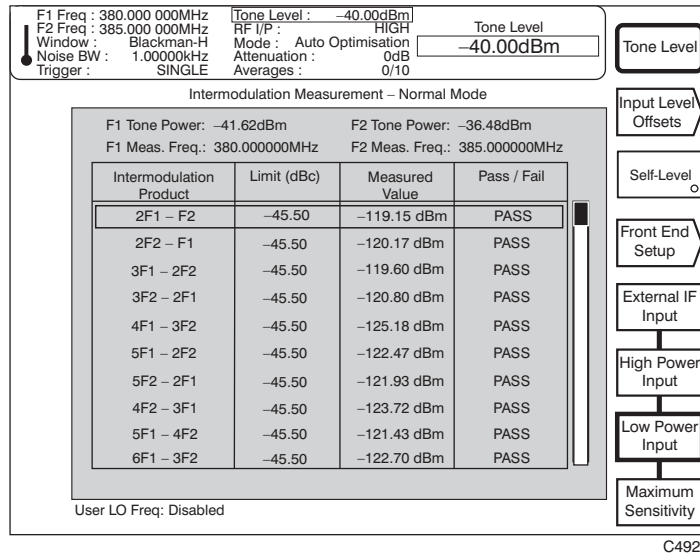 F1 Freq : 380.000 000MHz Tone Level : –40.00dBm
F2 Freq : 385.000 000MHz RF I/P : HIGH
Window : Blackman-H Mode : Auto Optimisation
Noise BW : 1.00000kHz Attenuation : 0dB
Trigger : SINGLE Averages : 0/10
Tone Level
–40.00dBm
Intermodulation Measurement – Normal Mode
F1 Tone Power: –41.62dBm F2 Tone Power: –36.48dBm
F1 Meas. Freq.: 380.000000MHz F2 Meas. Freq.: 385.000000MHz
Intermodulation Product Limit (dBc) Measured Value Pass / Fail
2F1 – F2 –45.50 –119.15 dBm PASS
2F2 – F1 –45.50 –120.17 dBm PASS
3F1 – 2F2 –45.50 –119.60 dBm PASS
3F2 – 2F1 –45.50 –120.80 dBm PASS
4F1 – 3F2 –45.50 –125.18 dBm PASS
5F1 – 2F2 –45.50 –122.47 dBm PASS
5F2 – 2F1 –45.50 –121.93 dBm PASS
4F2 – 3F1 –45.50 –123.72 dBm PASS
5F1 – 4F2 –45.50 –121.43 dBm PASS
6F1 – 3F2 –45.50 –122.70 dBm PASS
User LO Freq: Disabled
Tone Level
Input Level
Offsets
Self-Level
Front End
Setup
External IF
Input
High Power
Input
Low Power
Input
Maximum
Sensitivity
C492